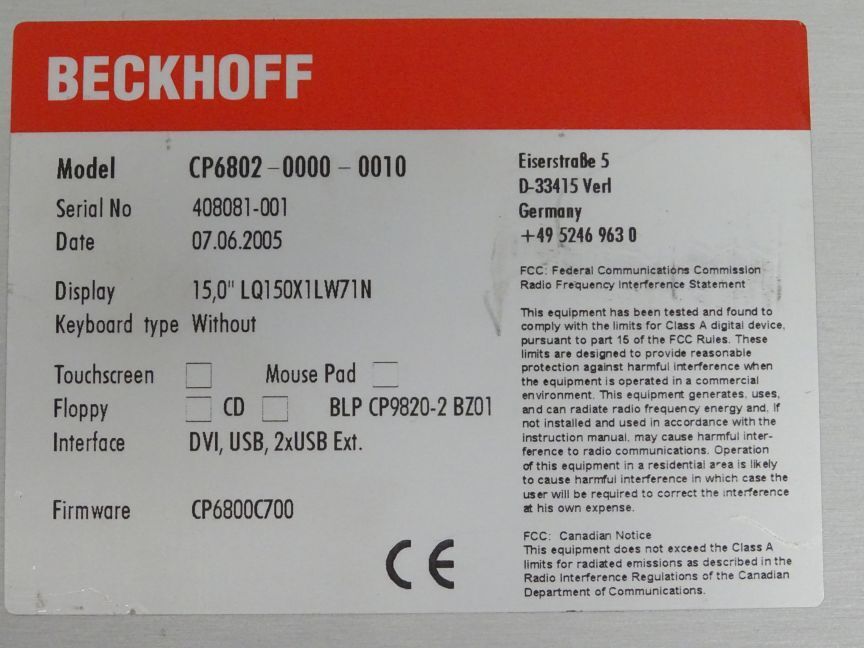 BECKHOFF
Model CP6802 – 0000 – 0010
Serial No 408081-001
Date 07.06.2005
Display 15,0" LQ150X1LW71N
Keyboard type Without
Touchscreen Mouse Pad
Floppy CD BLP CP9820-2 BZ01
Interface DVI, USB, 2xUSB Ext.
Firmware CP6800C700
CE
Eiserstraße 5
D-33415 Verl
Germany
+49 5246 963 0
FCC: Federal Communications Commission
Radio Frequency Interference Statement
This equipment has been tested and found to
comply with the limits for Class A digital device,
pursuant to part 15 of the FCC Rules. These
limits are designed to provide reasonable
protection against harmful interference when
the equipment is operated in a commercial
environment. This equipment generates, uses,
and can radiate radio frequency energy and, if
not installed and used in accordance with the
instruction manual, may cause harmful inter-
ference to radio communications. Operation
of this equipment in a residential area is likely
to cause harmful interference in which case the
user will be required to correct the interference
at his own expense.
FCC: Canadian Notice
This equipment does not exceed the Class A
limits for radiated emissions as described in the
Radio Interference Regulations of the Canadian
Department of Communications.